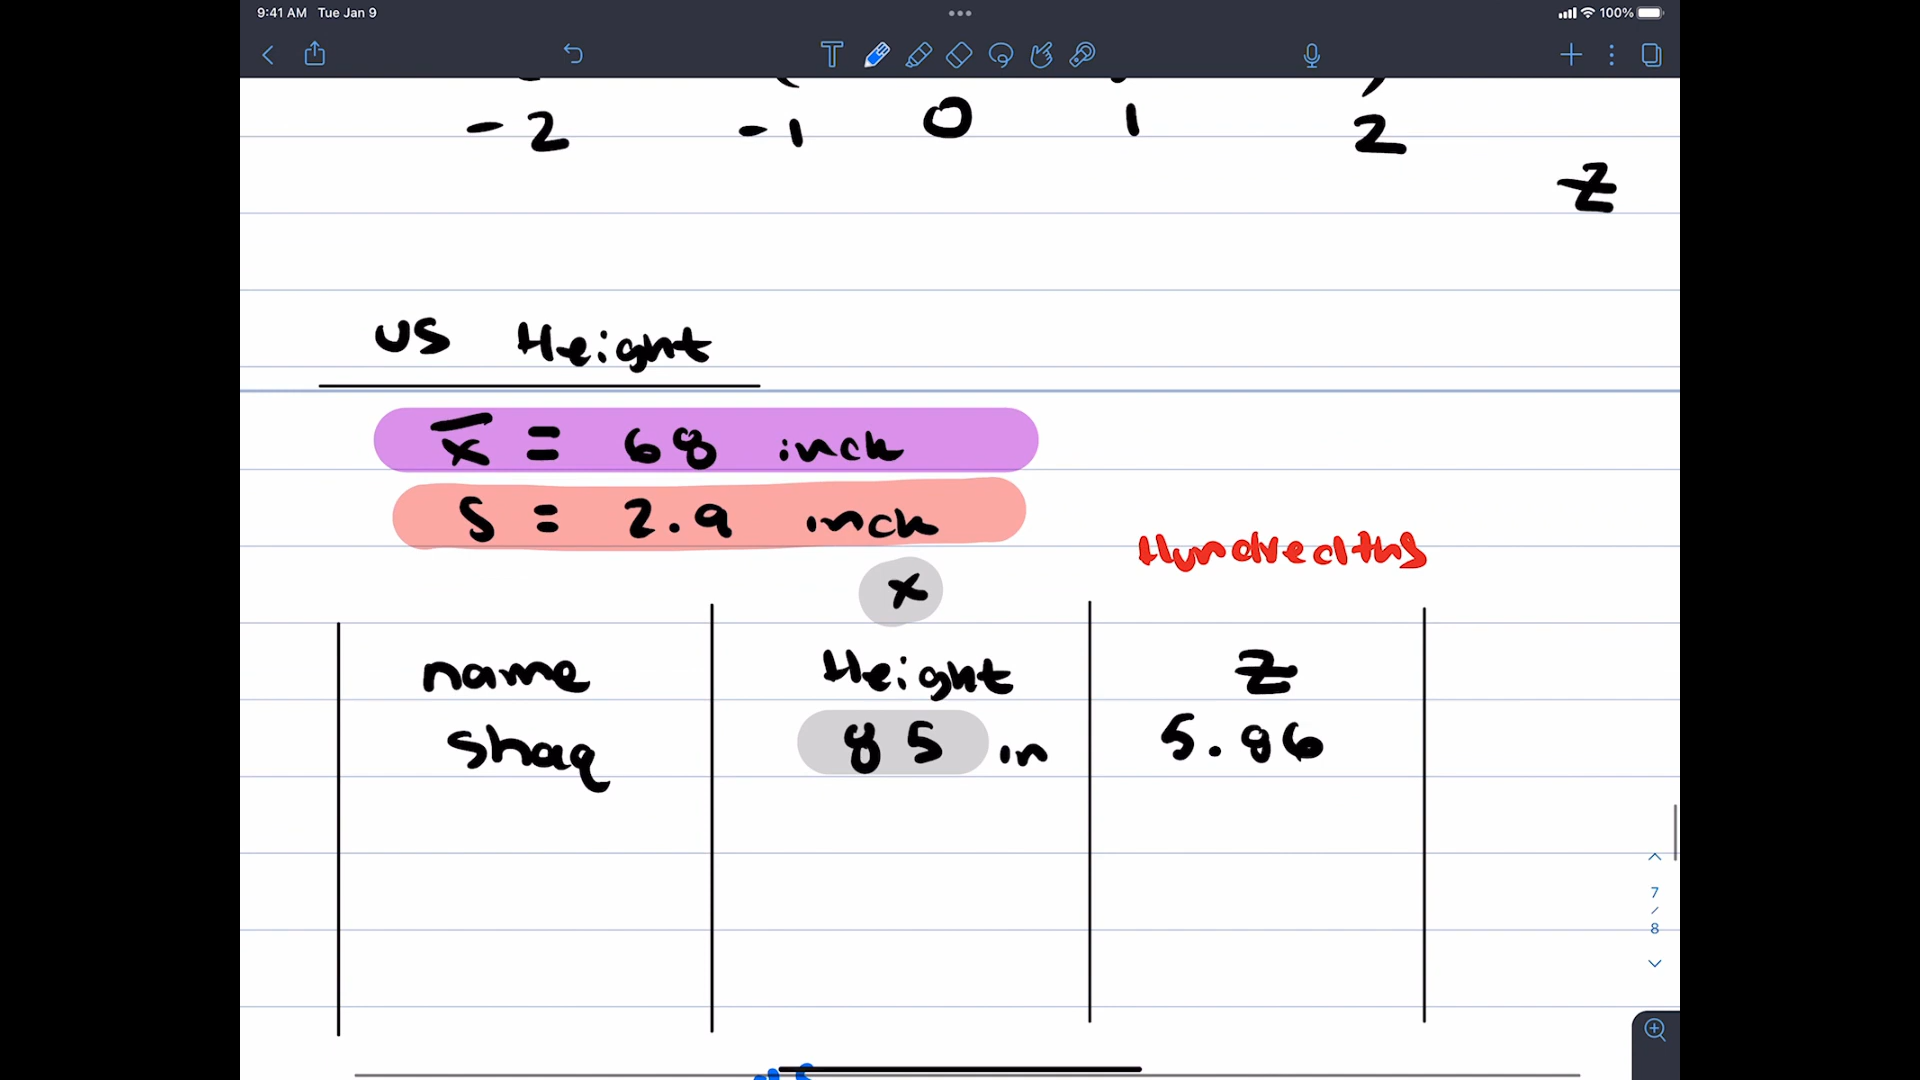 9:41 AM Tue Jan 9
100%
T
-2 -1 0 1 2
z
US Height
x̅ = 68 inch
S = 2.9 inch
Hundredths
x
name Height z
shaq 85 in 5.86
7
/
8